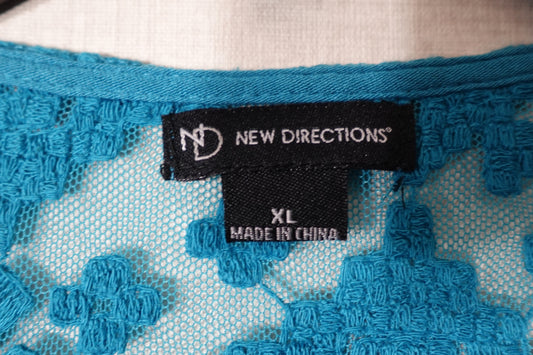 ND NEW DIRECTIONS®
XL
MADE IN CHINA